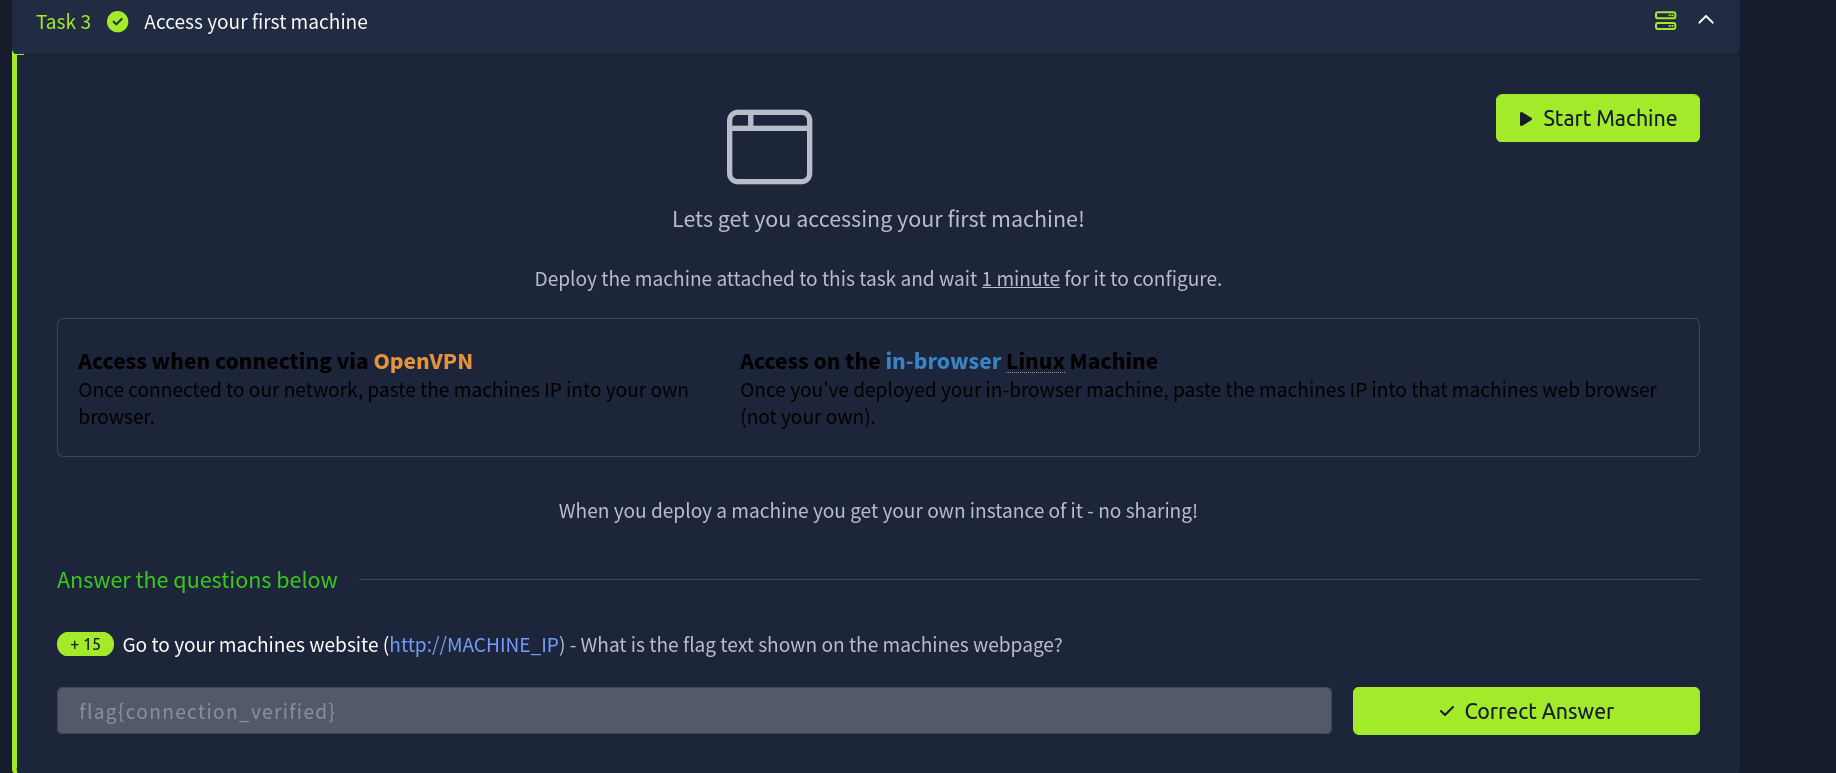 Task 3 Access your first machine
Start Machine
Lets get you accessing your first machine!
Deploy the machine attached to this task and wait 1 minute for it to configure.
Access when connecting via OpenVPN
Once connected to our network, paste the machines IP into your own
browser.
Access on the in-browser Linux Machine
Once you've deployed your in-browser machine, paste the machines IP into that machines web browser
(not your own).
When you deploy a machine you get your own instance of it - no sharing!
Answer the questions below
+ 15 Go to your machines website (http://MACHINE_IP) - What is the flag text shown on the machines webpage?
flag{connection_verified}
Correct Answer